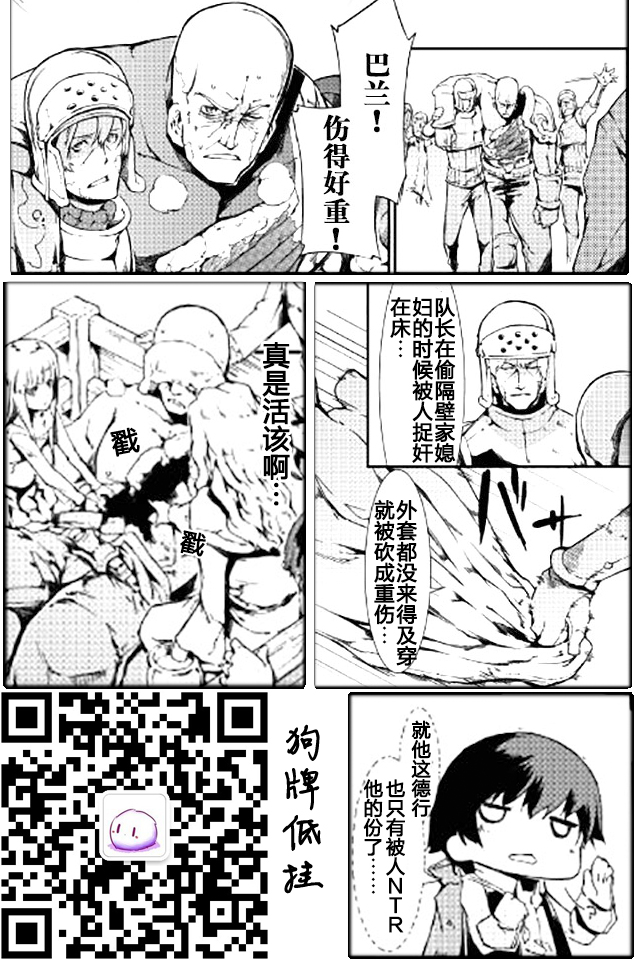 巴兰！
伤得好重！
队长在偷隔壁家媳
妇的时候被人捉奸
在床…
外套都没来得及穿
就被砍成重伤…
真是活该啊…
戳
戳
就他这德行
也只有被人NTR
他的份了……
狗牌低挂